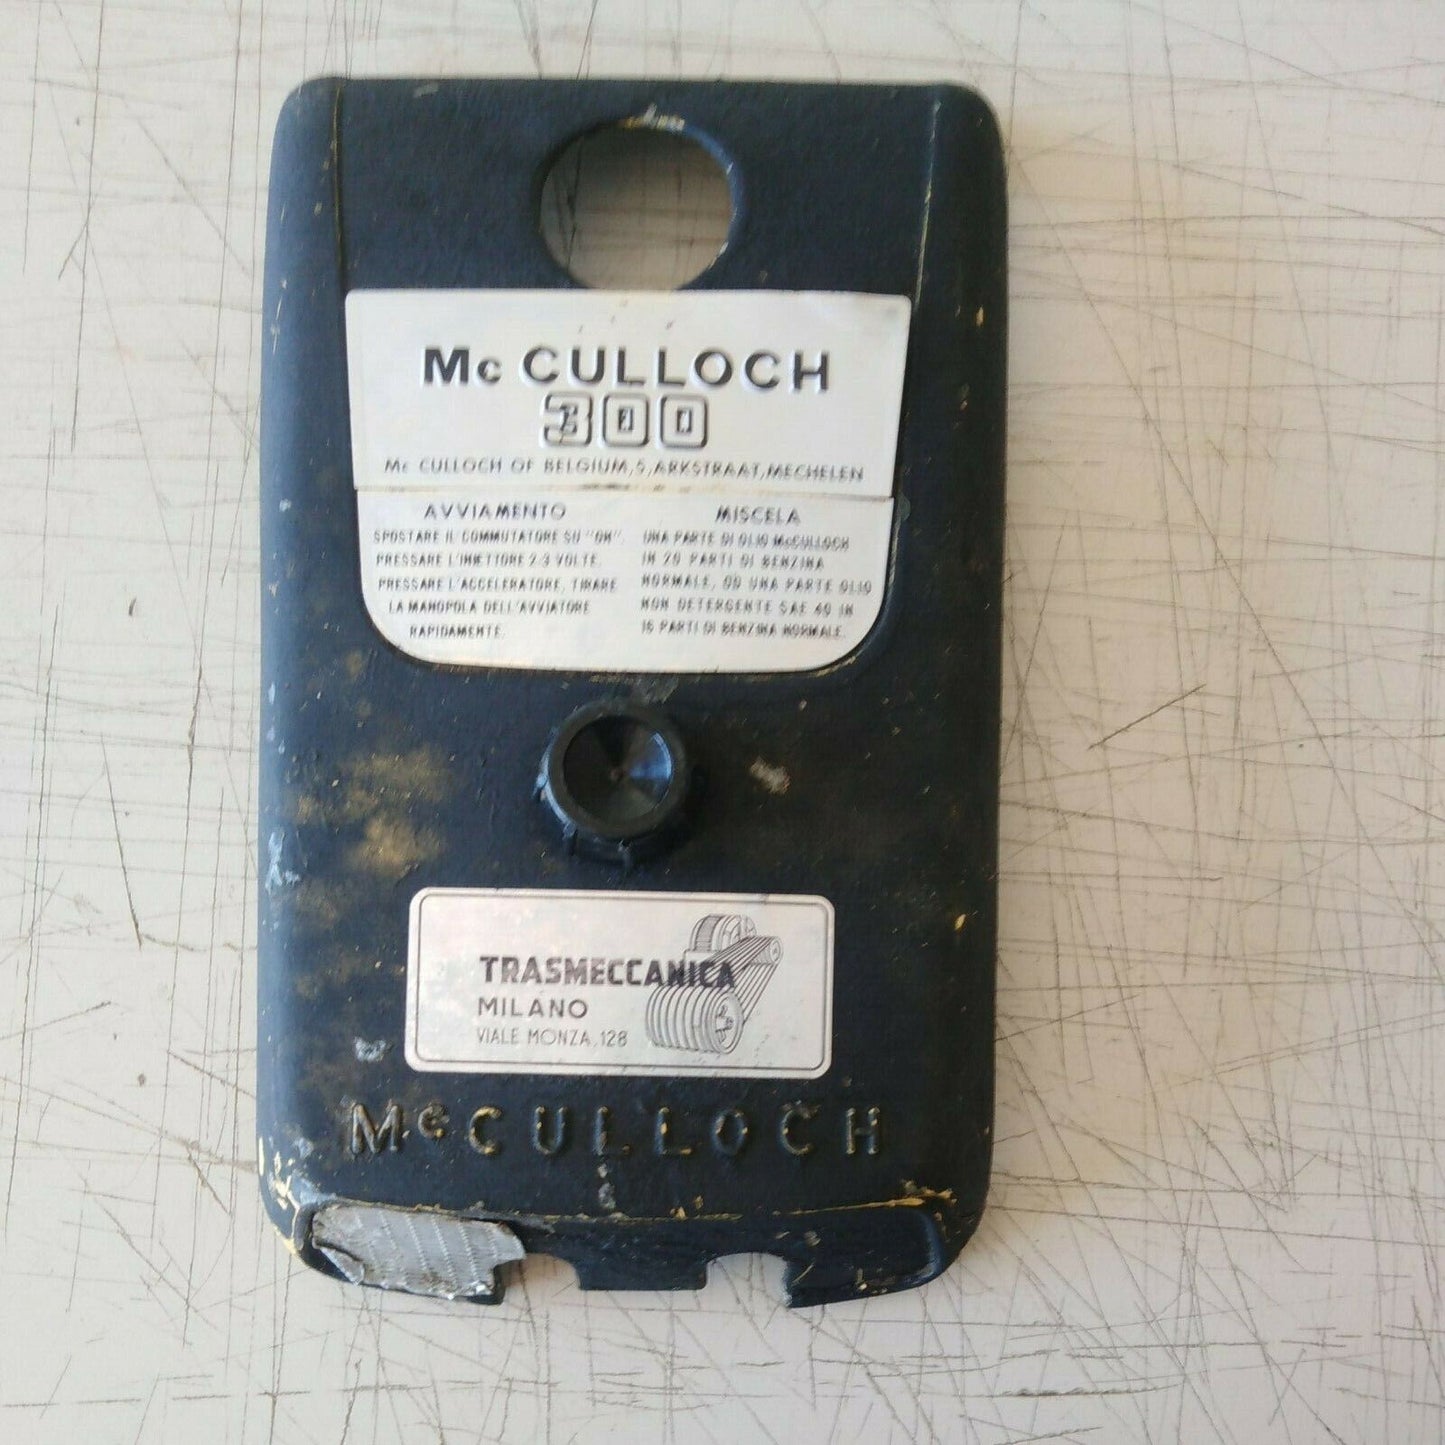 Mc CULLOCH
300
Mc CULLOCH OF BELGIUM, 5, ARKSTRAAT, MECHELEN
AVVIAMENTO
SPOSTARE IL COMMUTATORE SU "ON".
PRESSARE L'INIETTORE 2-3 VOLTE.
PRESSARE L'ACCELERATORE, TIRARE
LA MANOPOLA DELL'AVVIATORE
RAPIDAMENTE.
MISCELA
UNA PARTE DI OLIO McCULLOCH
IN 20 PARTI DI BENZINA
NORMALE, OD UNA PARTE OLIO
NON DETERGENTE SAE 40 IN
16 PARTI DI BENZINA NORMALE.
TRASMECCANICA
MILANO
VIALE MONZA, 128
McCULLOCH